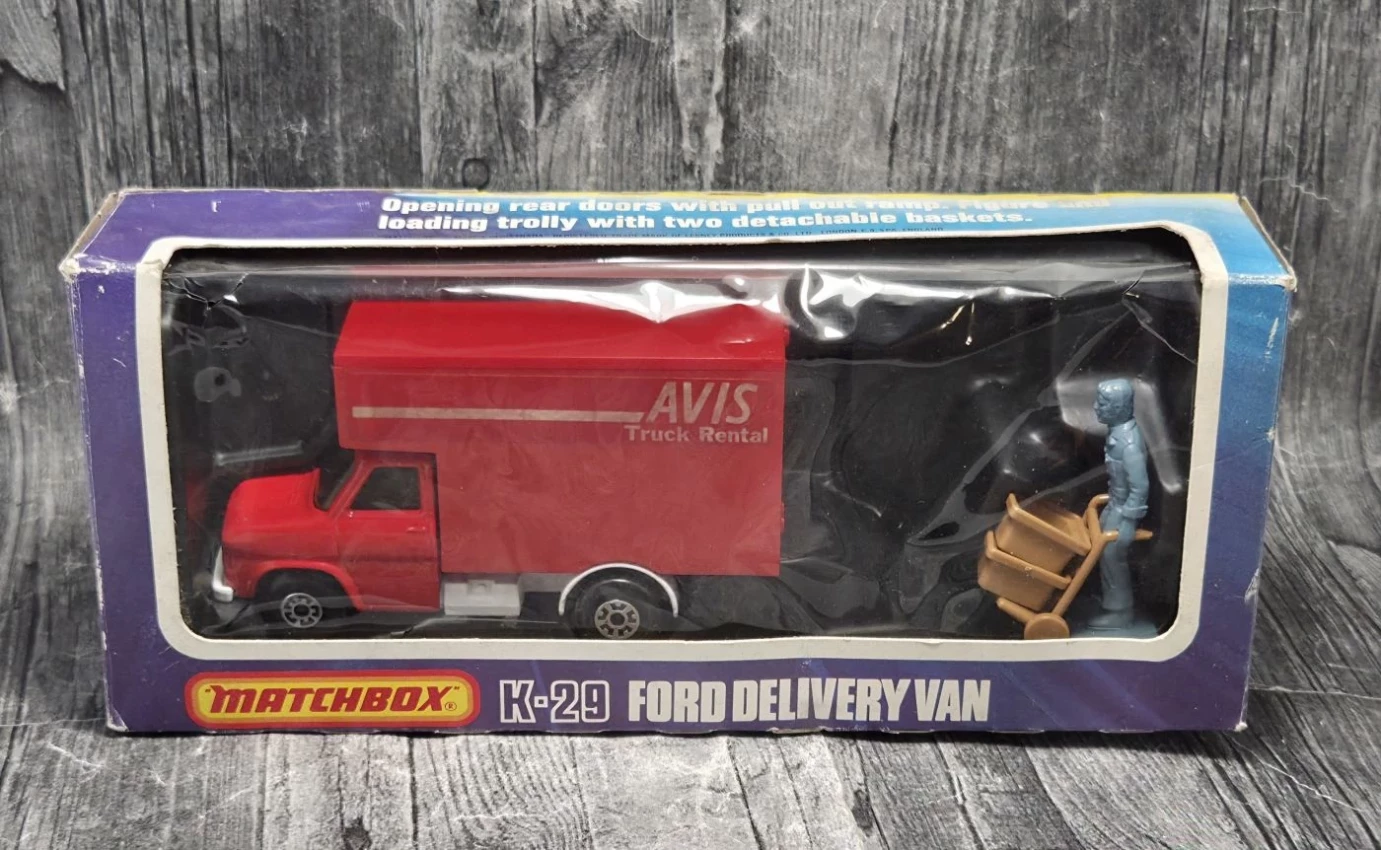 Opening rear doors with pull out ramp. Figure and
loading trolly with two detachable baskets.
AVIS
Truck Rental
"MATCHBOX"®
K-29 FORD DELIVERY VAN